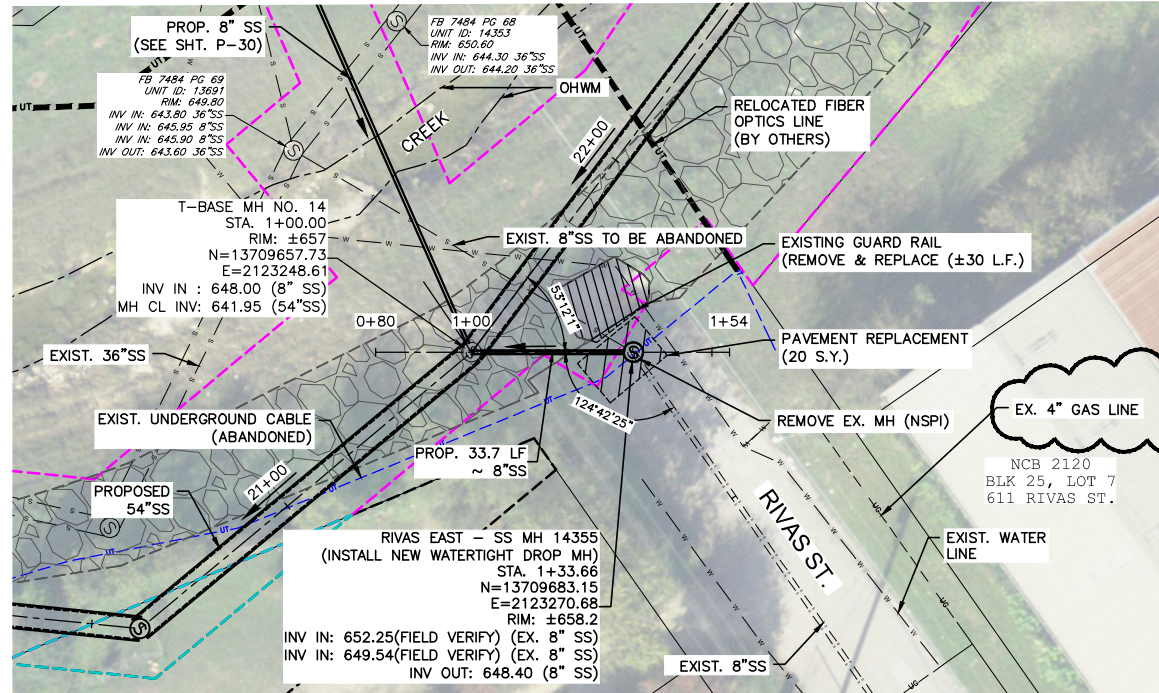 PROP. 8" SS
(SEE SHT. P-30)
FB 7484 PG 68
UNIT ID: 14353
RIM: 650.60
INV IN: 644.30 36"SS
INV OUT: 644.20 36"SS
FB 7484 PG 69
UNIT ID: 13691
RIM: 649.80
INV IN: 643.80 36"SS
INV IN: 645.95 8"SS
INV IN: 645.90 8"SS
INV OUT: 643.60 36"SS
OHWM
CREEK
22+00
RELOCATED FIBER
OPTICS LINE
(BY OTHERS)
UT
UT
UT
T-BASE MH NO. 14
STA. 1+00.00
RIM: ±657
N=13709657.73
E=2123248.61
INV IN : 648.00 (8" SS)
MH CL INV: 641.95 (54"SS)
EXIST. 8"SS TO BE ABANDONED
EXISTING GUARD RAIL
(REMOVE & REPLACE (±30 L.F.)
53°12'1"
0+80
1+00
1+54
PAVEMENT REPLACEMENT
(20 S.Y.)
EXIST. 36"SS
124°42'25"
REMOVE EX. MH (NSPI)
EX. 4" GAS LINE
EXIST. UNDERGROUND CABLE
(ABANDONED)
PROP. 33.7 LF
~ 8"SS
NCB 2120
BLK 25, LOT 7
611 RIVAS ST.
PROPOSED
54"SS
21+00
RIVAS ST.
UG
EXIST. WATER
LINE
RIVAS EAST - SS MH 14355
(INSTALL NEW WATERTIGHT DROP MH)
STA. 1+33.66
N=13709683.15
E=2123270.68
RIM: ±658.2
INV IN: 652.25(FIELD VERIFY) (EX. 8" SS)
INV IN: 649.54(FIELD VERIFY) (EX. 8" SS)
INV OUT: 648.40 (8" SS)
EXIST. 8"SS
UG
UG